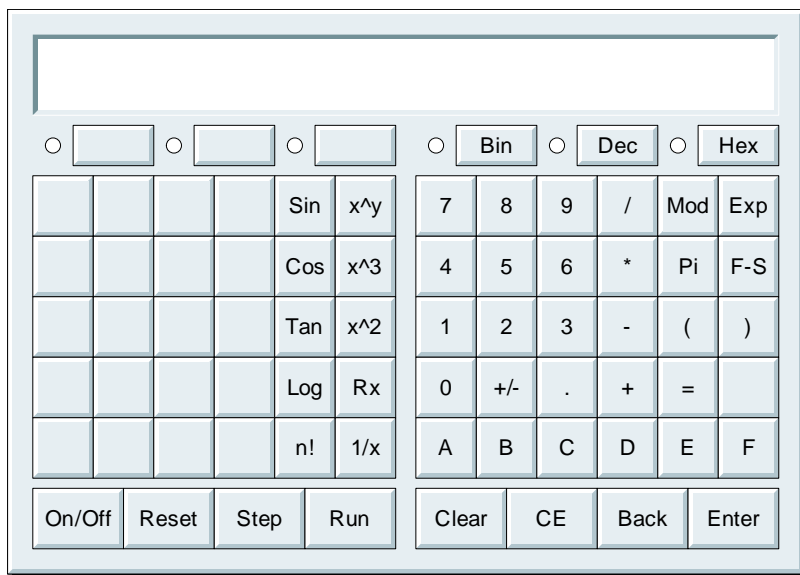 Bin Dec Hex
Sin x^y 7 8 9 / Mod Exp
Cos x^3 4 5 6 * Pi F-S
Tan x^2 1 2 3 - ( )
Log Rx 0 +/- . + =
n! 1/x A B C D E F
On/Off Reset Step Run Clear CE Back Enter